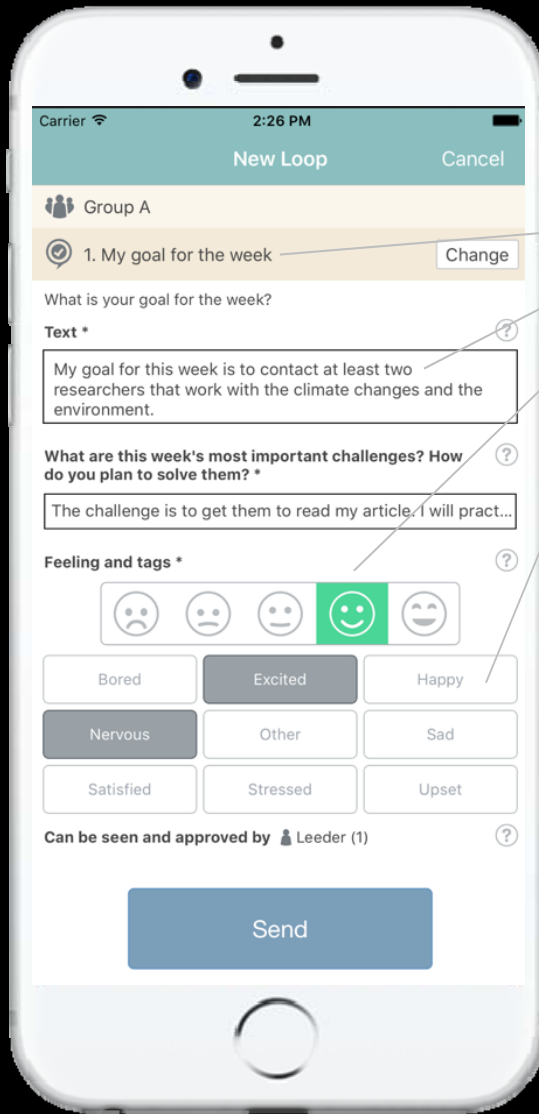 Carrier 2:26 PM
New Loop Cancel
Group A
1. My goal for the week Change
What is your goal for the week?
Text * ?
My goal for this week is to contact at least two
researchers that work with the climate changes and the
environment.
What are this week's most important challenges? How ?
do you plan to solve them? *
The challenge is to get them to read my article. I will pract...
Feeling and tags * ?
Bored Excited Happy
Nervous Other Sad
Satisfied Stressed Upset
Can be seen and approved by Leeder (1) ?
Send